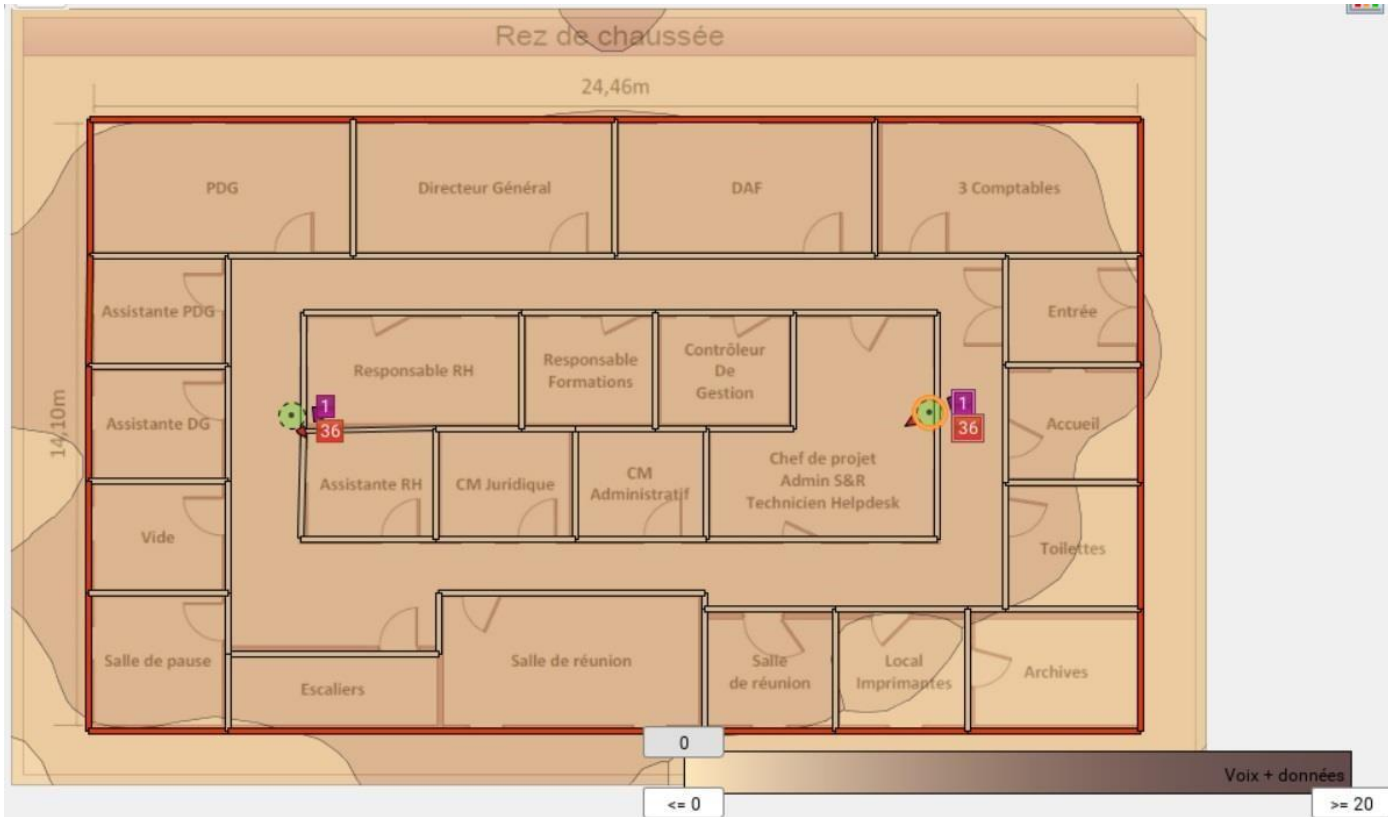 Rez de chaussée
24,46m
PDG
Directeur Général
DAF
3 Comptables
14,10m
Assistante PDG
Entrée
Responsable RH
Responsable
Formations
Contrôleur
De
Gestion
1
36
1
36
Assistante DG
Accueil
Assistante RH
CM Juridique
CM
Administratif
Chef de projet
Admin S&R
Technicien Helpdesk
Vide
Toilettes
Salle de pause
Escaliers
Salle de réunion
Salle
de réunion
Local
Imprimantes
Archives
0
Voix + données
<= 0
>= 20